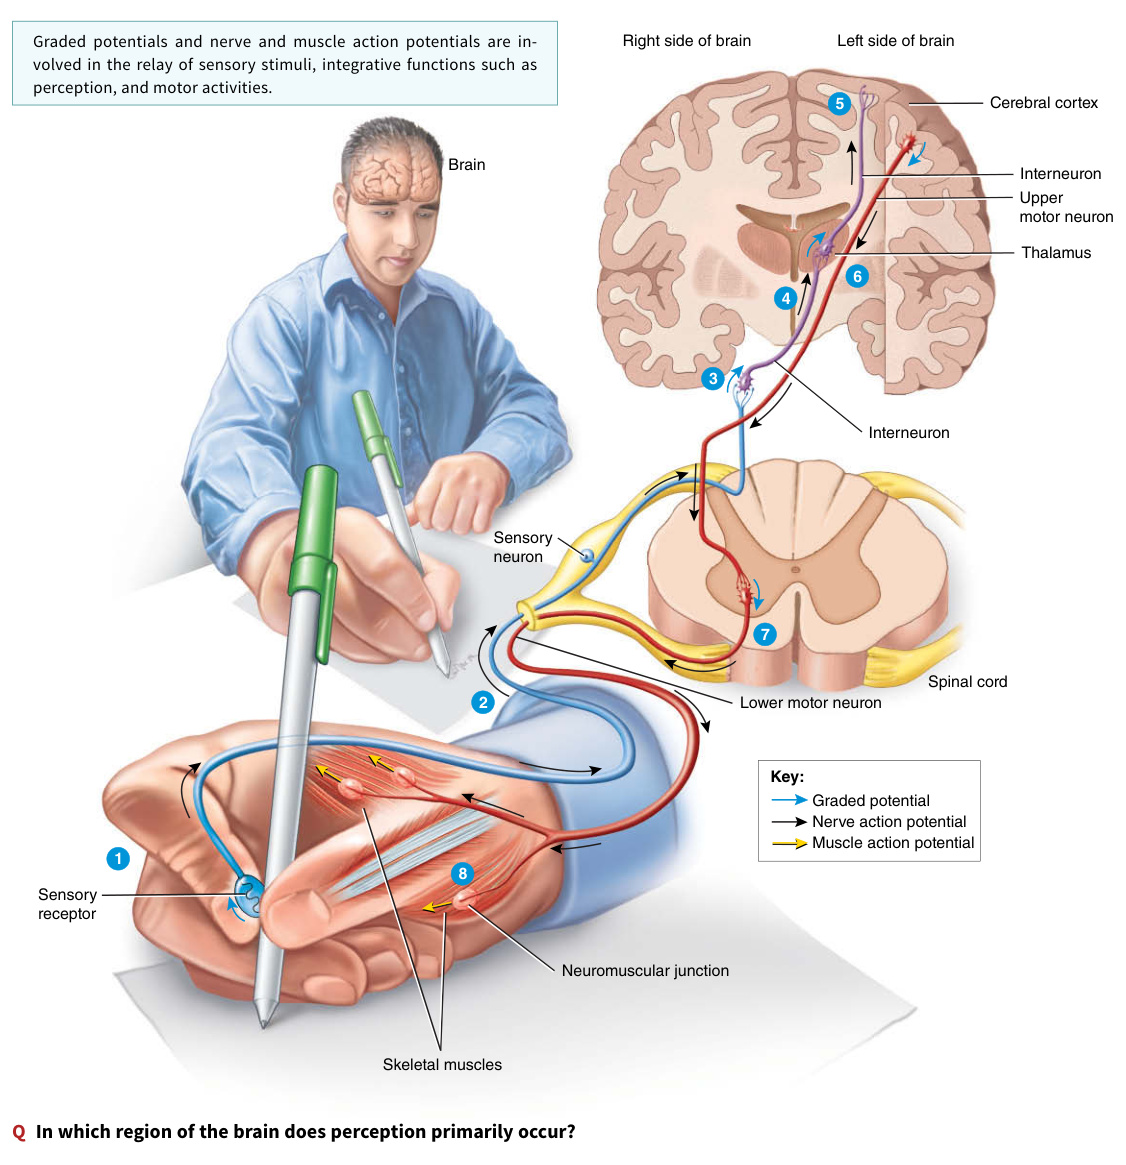 Graded potentials and nerve and muscle action potentials are in-
volved in the relay of sensory stimuli, integrative functions such as
perception, and motor activities.
Right side of brain
Left side of brain
Brain
5
Cerebral cortex
Interneuron
Upper
motor neuron
Thalamus
6
4
3
Interneuron
Sensory
neuron
7
Spinal cord
2
Lower motor neuron
Key:
Graded potential
Nerve action potential
Muscle action potential
1
8
Sensory
receptor
Neuromuscular junction
Skeletal muscles
Q In which region of the brain does perception primarily occur?